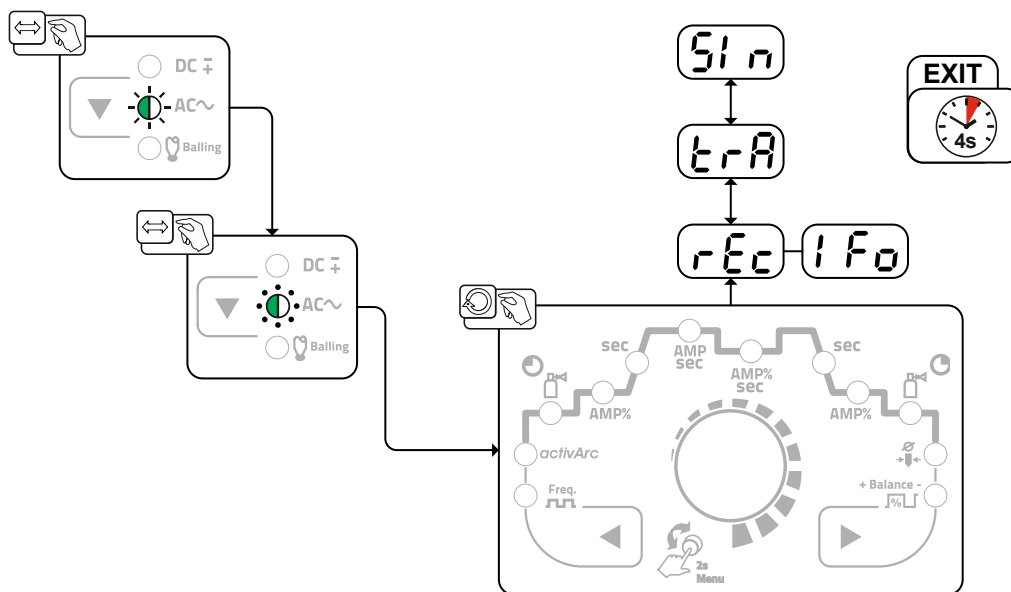 DC
AC
Balling
DC
AC
Balling
SIn
trA
rEc
IFo
EXIT
4s
sec
AMP
sec
AMP%
sec
sec
AMP%
AMP%
activArc
Freq.
+ Balance -
%
2s
Menu